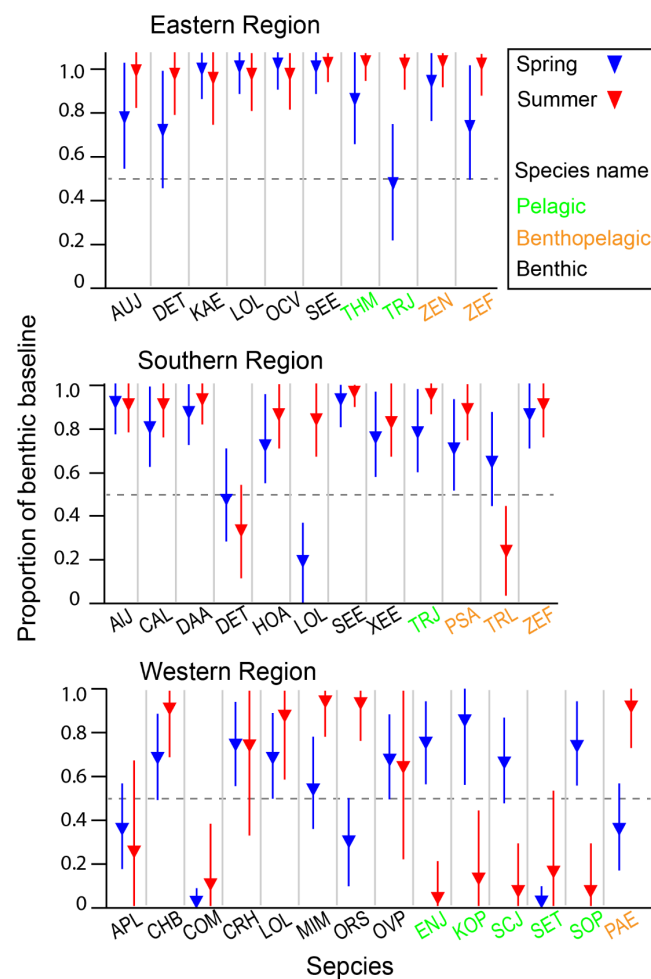 Eastern Region
1.0
0.8
0.6
0.4
0.2
0
AUJ DET KAE LOL OCV SEE THM TRJ ZEN ZEF
Spring
Summer
Species name
Pelagic
Benthopelagic
Benthic
Proportion of benthic baseline
Southern Region
1.0
0.8
0.6
0.4
0.2
0
AIJ CAL DAA DET HOA LOL SEE XEE TRJ PSA TRL ZEF
Western Region
1.0
0.8
0.6
0.4
0.2
0
APL CHB COM CRH LOL MIM ORS OVP ENJ KOP SCJ SET SOP PAE
Sepcies